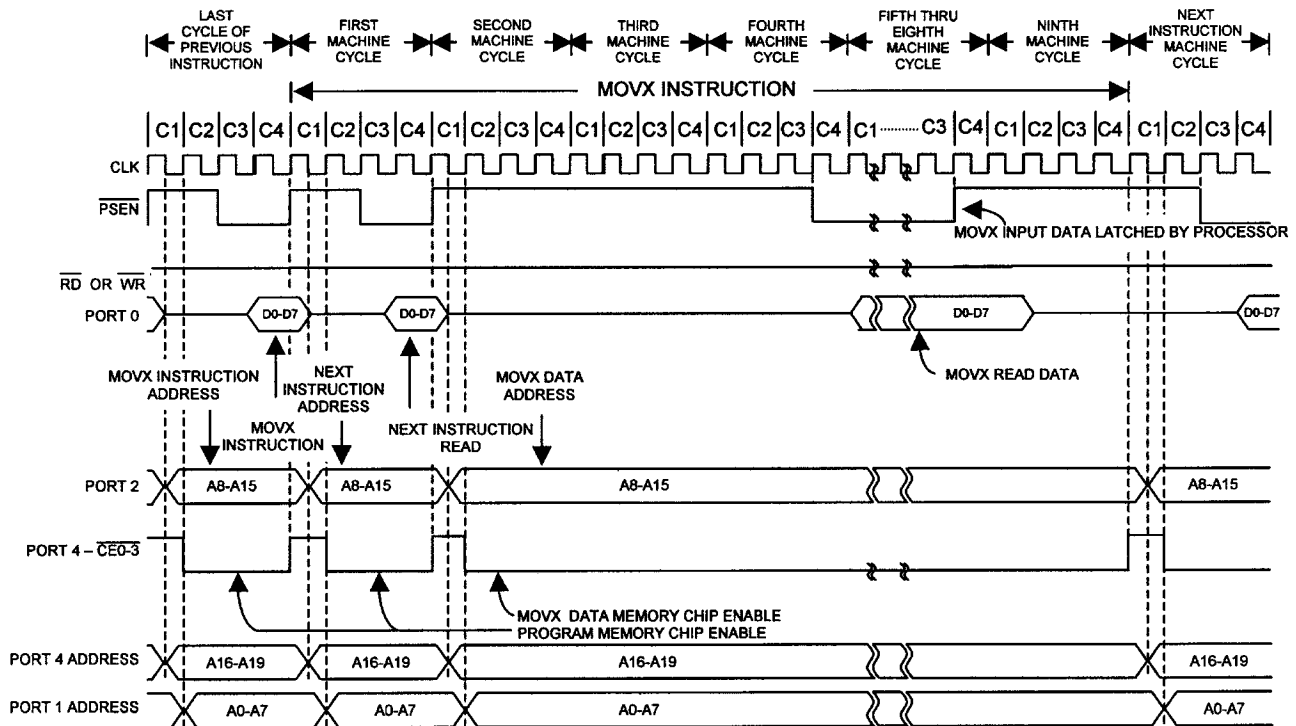 LAST
CYCLE OF
PREVIOUS
INSTRUCTION
FIRST
MACHINE
CYCLE
SECOND
MACHINE
CYCLE
THIRD
MACHINE
CYCLE
FOURTH
MACHINE
CYCLE
FIFTH THRU
EIGHTH
MACHINE
CYCLE
NINTH
MACHINE
CYCLE
NEXT
INSTRUCTION
MACHINE
CYCLE
MOVX INSTRUCTION
C1 C2 C3 C4 C1 C2 C3 C4 C1 C2 C3 C4 C1 C2 C3 C4 C1 C2 C3 C4 C1 ........ C3 C4 C1 C2 C3 C4 C1 C2 C3 C4
CLK
PSEN
MOVX INPUT DATA LATCHED BY PROCESSOR
RD OR WR
PORT 0 D0-D7 D0-D7 D0-D7 D0-D7
MOVX INSTRUCTION
ADDRESS
NEXT
INSTRUCTION
ADDRESS
MOVX DATA
ADDRESS
MOVX READ DATA
MOVX
INSTRUCTION
NEXT INSTRUCTION
READ
PORT 2 A8-A15 A8-A15 A8-A15 A8-A15
PORT 4 – CE0-3
MOVX DATA MEMORY CHIP ENABLE
PROGRAM MEMORY CHIP ENABLE
PORT 4 ADDRESS A16-A19 A16-A19 A16-A19 A16-A19
PORT 1 ADDRESS A0-A7 A0-A7 A0-A7 A0-A7